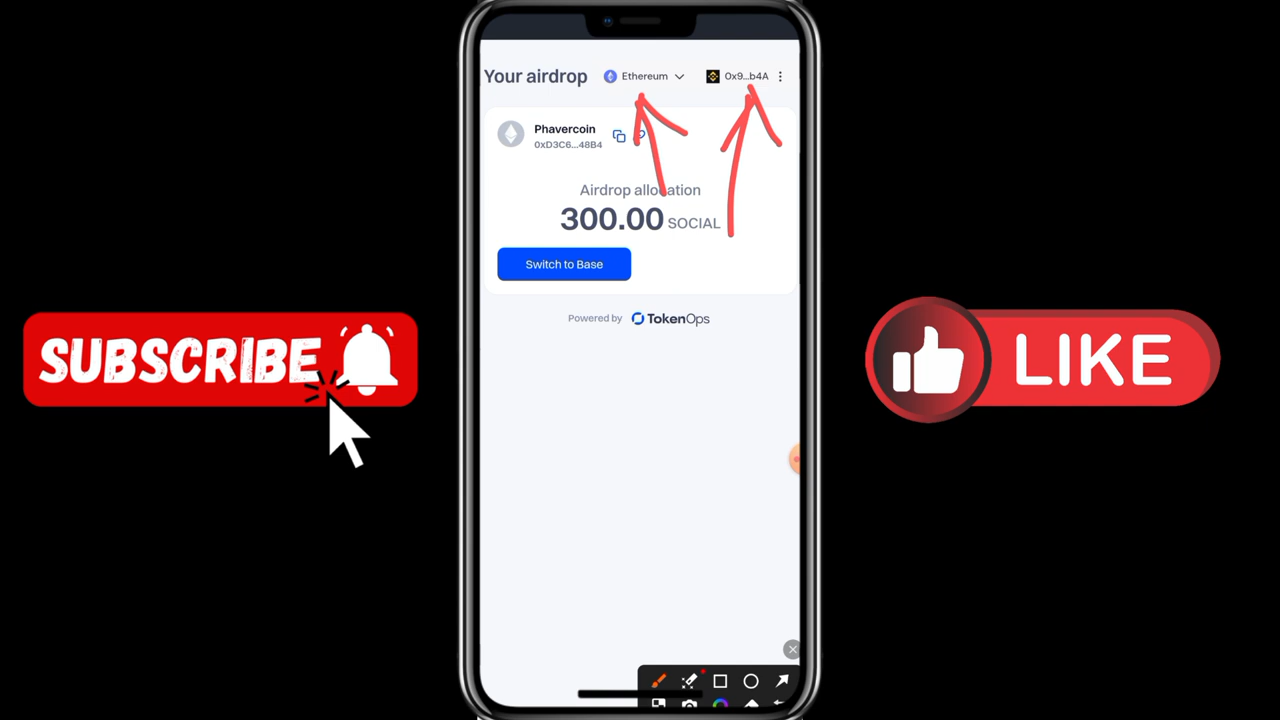 Your airdrop
Ethereum
0x9...b4A
Phavercoin
0xD3C6...48B4
Airdrop allocation
300.00 SOCIAL
Switch to Base
Powered by TokenOps
SUBSCRIBE
LIKE